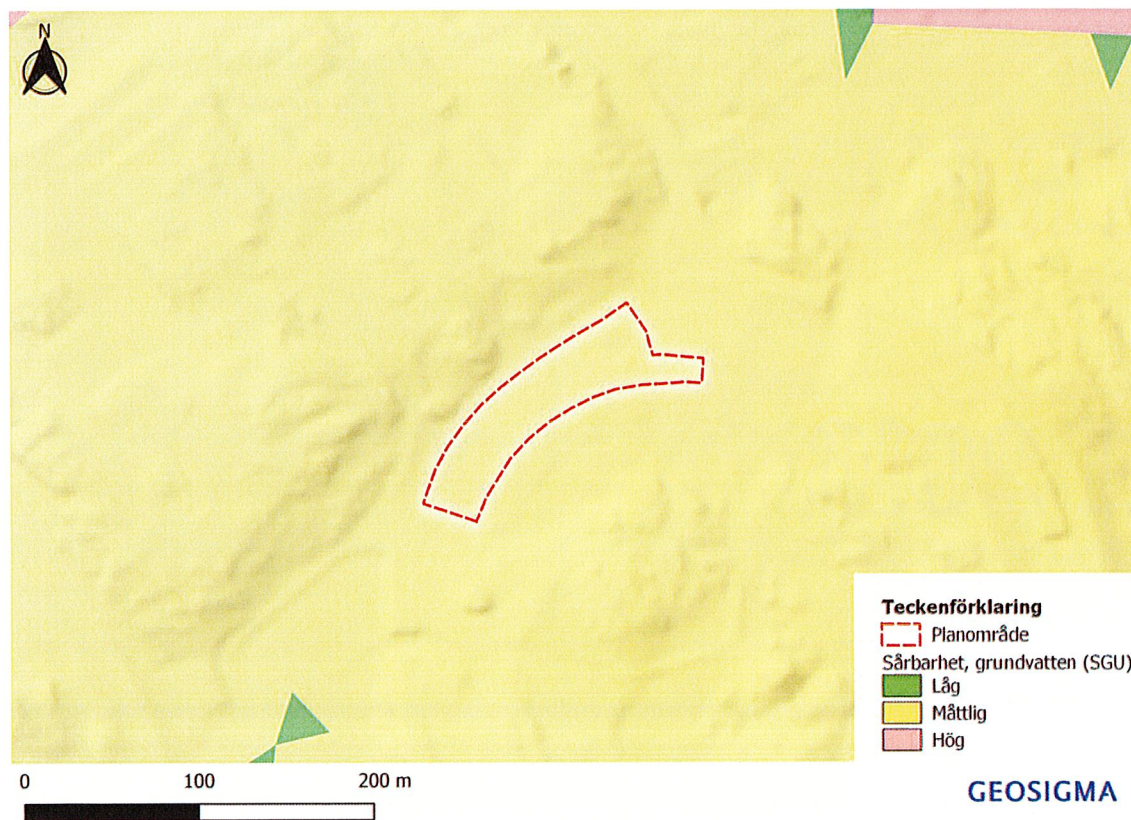 N
Teckenförklaring
Planområde
Sårbarhet, grundvatten (SGU)
Låg
Måttlig
Hög
0 100 200 m
GEOSIGMA